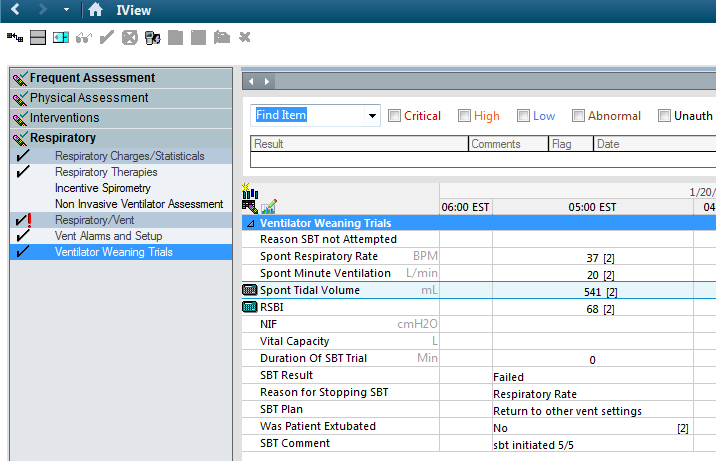 IView
Frequent Assessment
Physical Assessment
Interventions
Respiratory
Respiratory Charges/Statisticals
Respiratory Therapies
Incentive Spirometry
Non Invasive Ventilator Assessment
Respiratory/Vent
Vent Alarms and Setup
Ventilator Weaning Trials
Find Item Critical High Low Abnormal Unauth
Result Comments Flag Date
1/20/
06:00 EST 05:00 EST 04
Ventilator Weaning Trials
Reason SBT not Attempted
Spont Respiratory Rate BPM 37 [2]
Spont Minute Ventilation L/min 20 [2]
Spont Tidal Volume mL 541 [2]
RSBI 68 [2]
NIF cmH2O
Vital Capacity L
Duration Of SBT Trial Min 0
SBT Result Failed
Reason for Stopping SBT Respiratory Rate
SBT Plan Return to other vent settings
Was Patient Extubated No [2]
SBT Comment sbt initiated 5/5